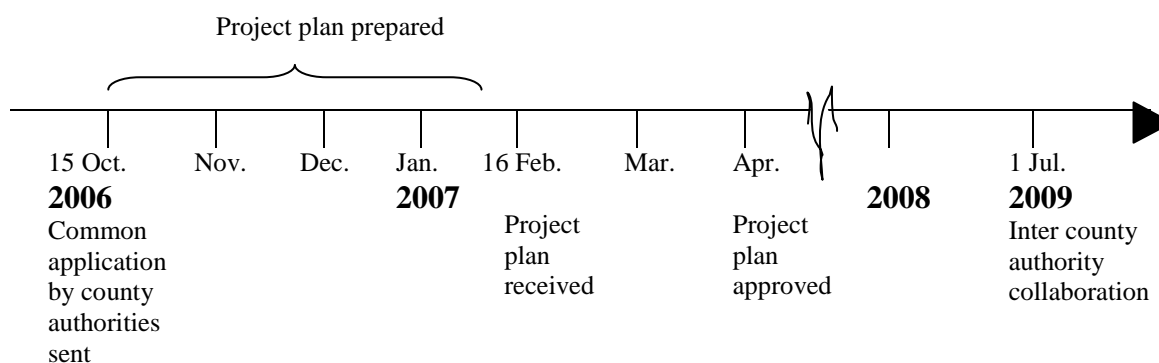 Project plan prepared
15 Oct. Nov. Dec. Jan. 16 Feb. Mar. Apr. 1 Jul.
2006 2007 2008 2009
Common
application
by county
authorities
sent
Project
plan
received
Project
plan
approved
Inter county
authority
collaboration